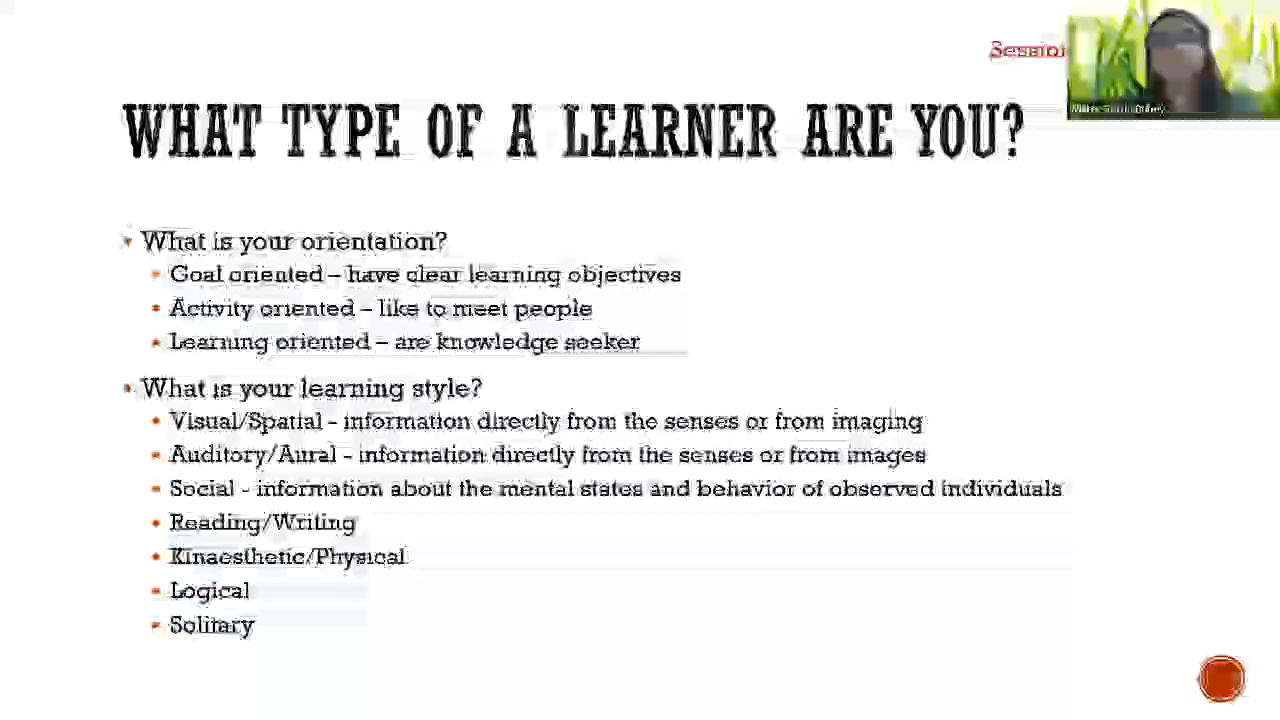 Session
WHAT TYPE OF A LEARNER ARE YOU?
What is your orientation?
Goal oriented – have clear learning objectives
Activity oriented – like to meet people
Learning oriented – are knowledge seeker
What is your learning style?
Visual/Spatial - information directly from the senses or from imaging
Auditory/Aural - information directly from the senses or from images
Social - information about the mental states and behavior of observed individuals
Reading/Writing
Kinaesthetic/Physical
Logical
Solitary